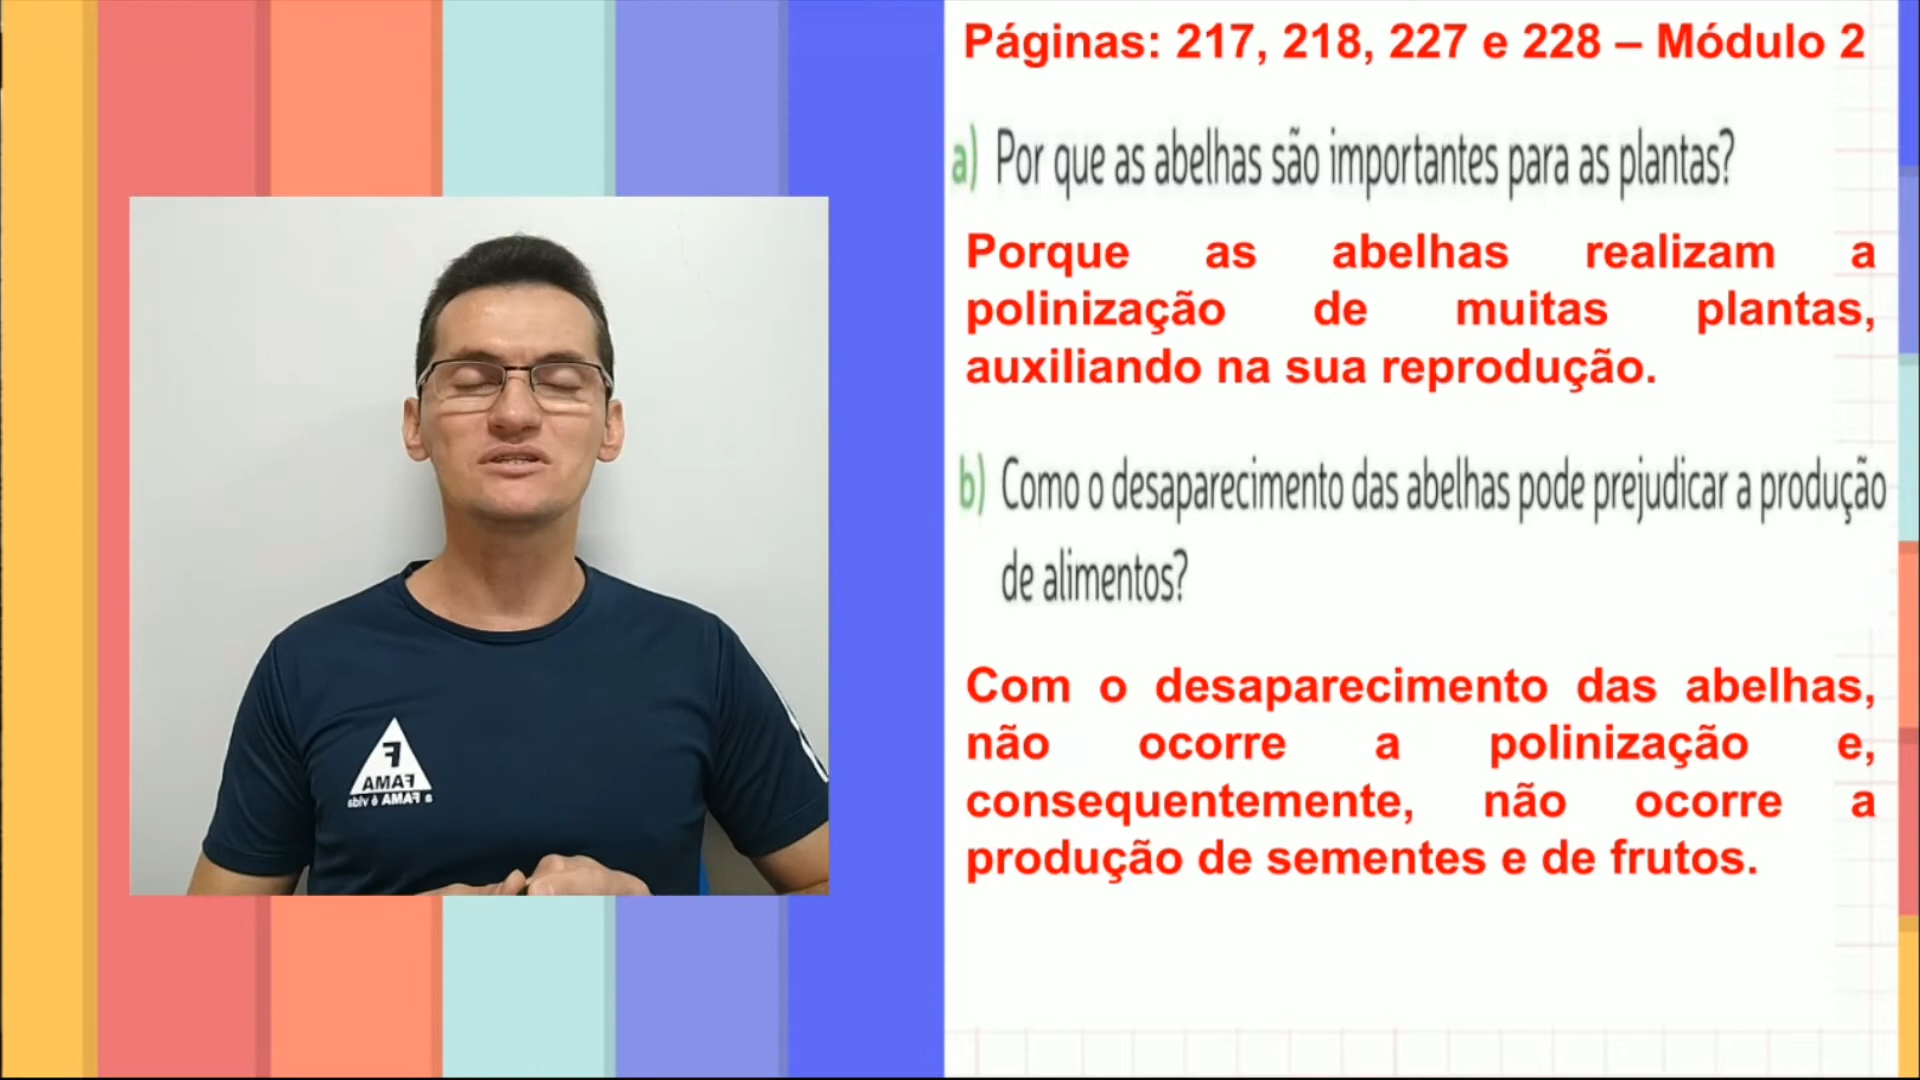 Páginas: 217, 218, 227 e 228 – Módulo 2
a) Por que as abelhas são importantes para as plantas?
Porque as abelhas realizam a
polinização de muitas plantas,
auxiliando na sua reprodução.
b) Como o desaparecimento das abelhas pode prejudicar a produção
de alimentos?
Com o desaparecimento das abelhas,
não ocorre a polinização e,
consequentemente, não ocorre a
produção de sementes e de frutos.
F
FAMA
a FAMA é vida